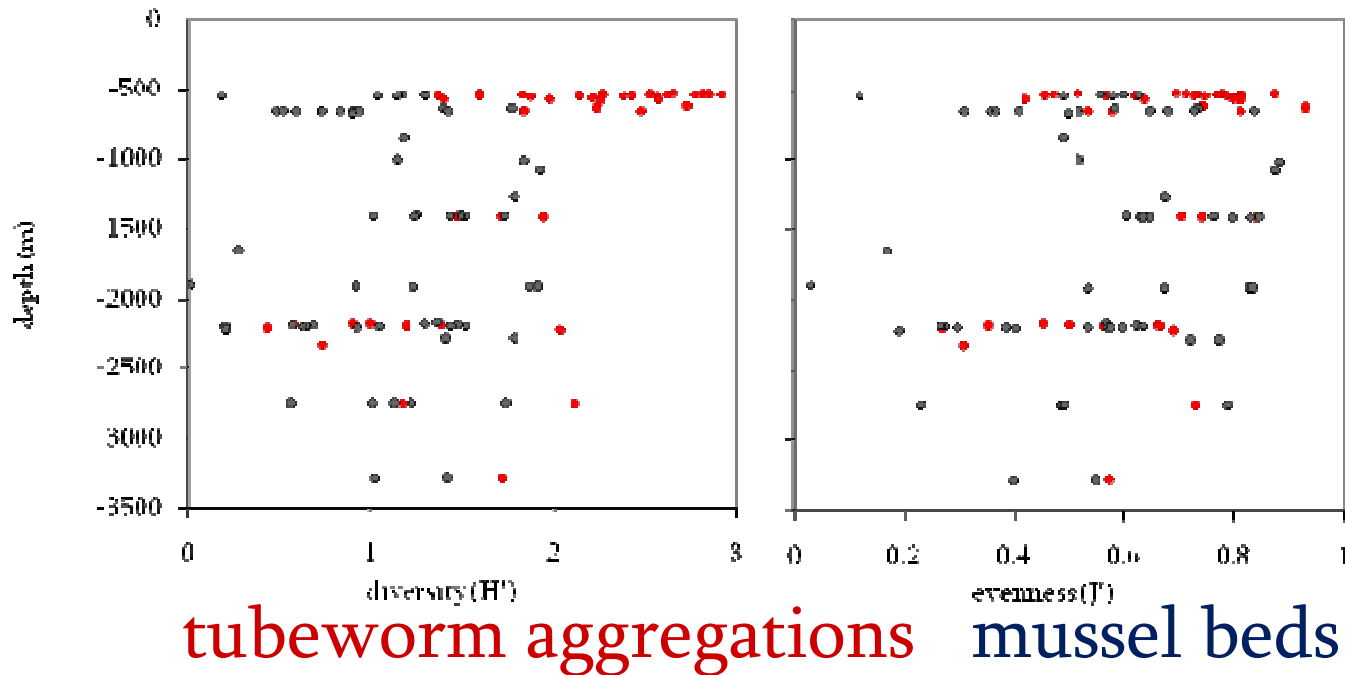 0
-500
-1000
1500
-2000
-2500
3000
-3500
depth (m)
0 1 2 3
0 0.2 0.4 0.6 0.8 1
diversity (H') evenness (J')
tubeworm aggregations mussel beds